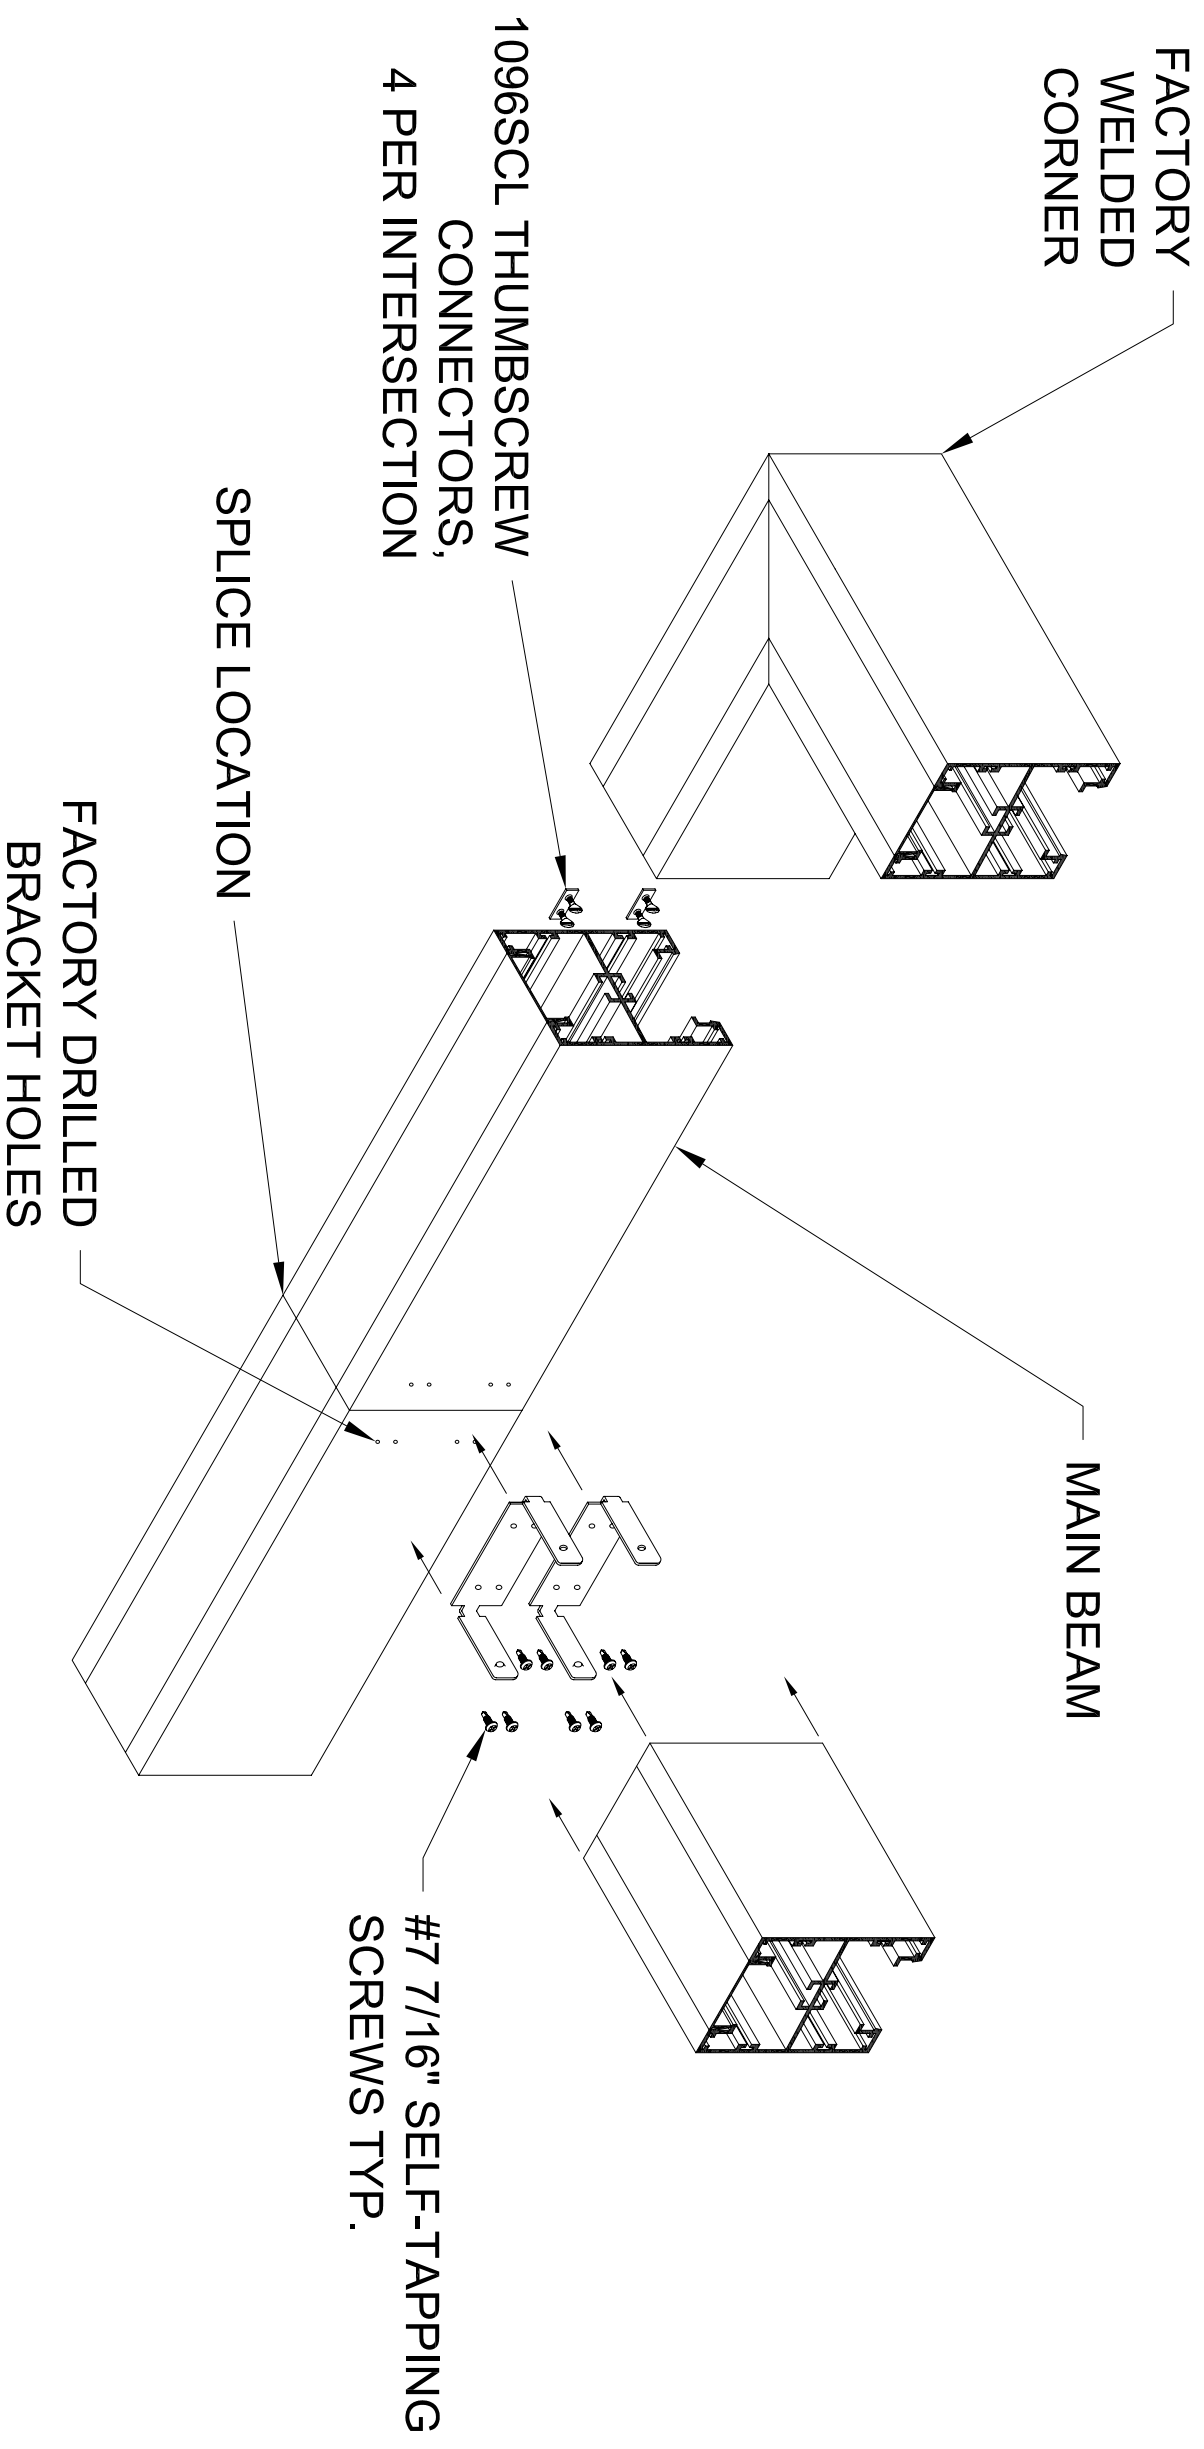 FACTORY
WELDED
CORNER
1096SCL THUMBSCREW
CONNECTORS,
4 PER INTERSECTION
SPLICE LOCATION
FACTORY DRILLED
BRACKET HOLES
MAIN BEAM
#7 7/16" SELF-TAPPING
SCREWS TYP.